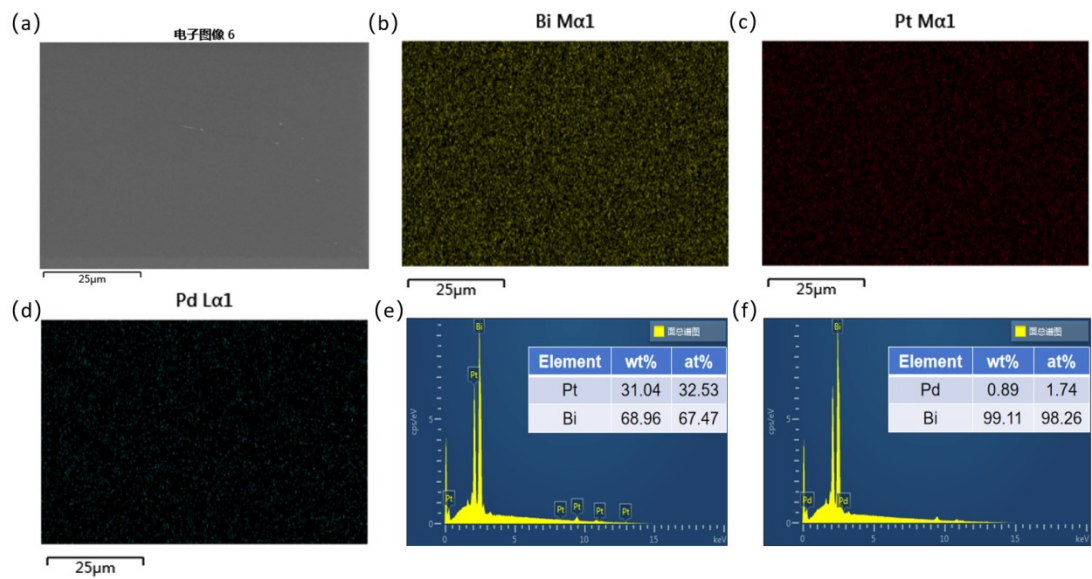 (a)
电子图像 6
25μm
(b)
Bi Mα1
25μm
(c)
Pt Mα1
25μm
(d)
Pd Lα1
25μm
(e)
面总谱图
Bi
Pt
Element wt% at%
Pt 31.04 32.53
Bi 68.96 67.47
cps/eV
5
0
Pt
Pt Pt Pt Pt
0 5 10 15 keV
(f)
面总谱图
Bi
Element wt% at%
Pd 0.89 1.74
Bi 99.11 98.26
cps/eV
5
0
Pd Pd
0 5 10 15 keV